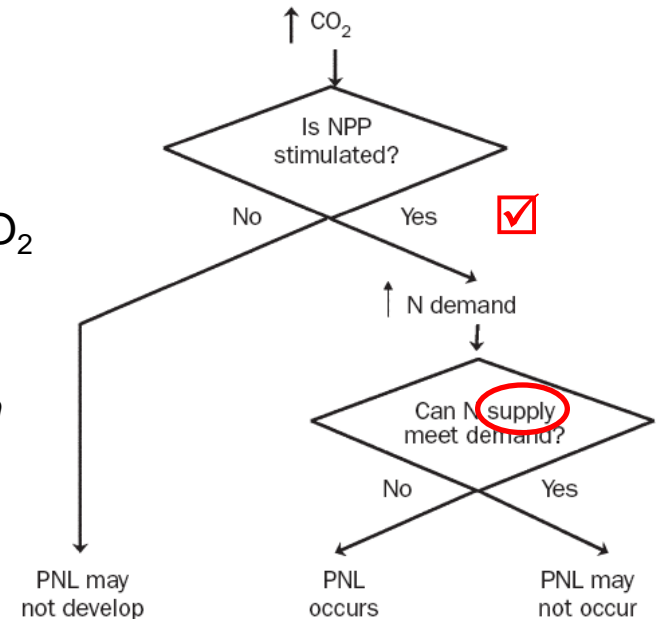 ↑ CO₂
Is NPP
stimulated?
No
Yes
O₂
↑ N demand
Can N supply
meet demand?
No
Yes
PNL may
not develop
PNL
occurs
PNL may
not occur